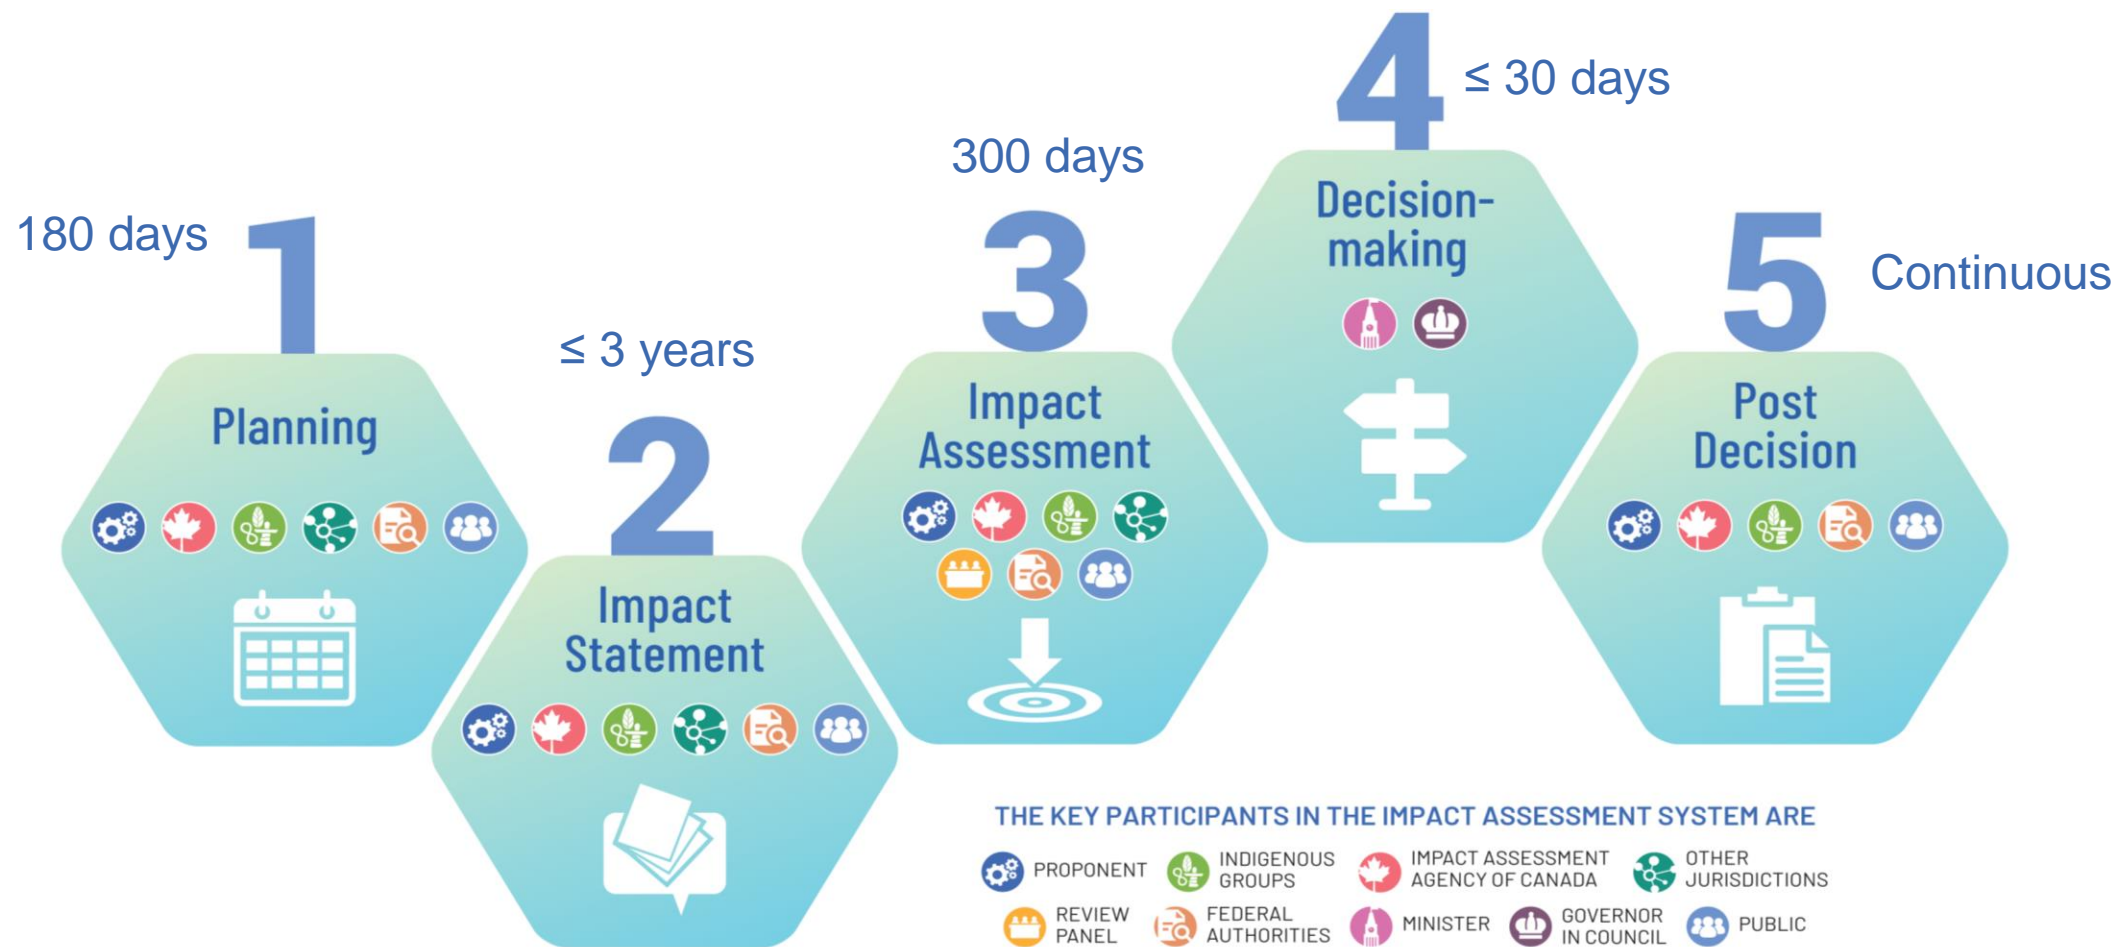 180 days
1
Planning
≤ 3 years
2
Impact
Statement
300 days
3
Impact
Assessment
4
≤ 30 days
Decision-
making
5
Continuous
Post
Decision
THE KEY PARTICIPANTS IN THE IMPACT ASSESSMENT SYSTEM ARE
PROPONENT
INDIGENOUS
GROUPS
IMPACT ASSESSMENT
AGENCY OF CANADA
OTHER
JURISDICTIONS
REVIEW
PANEL
FEDERAL
AUTHORITIES
MINISTER
GOVERNOR
IN COUNCIL
PUBLIC